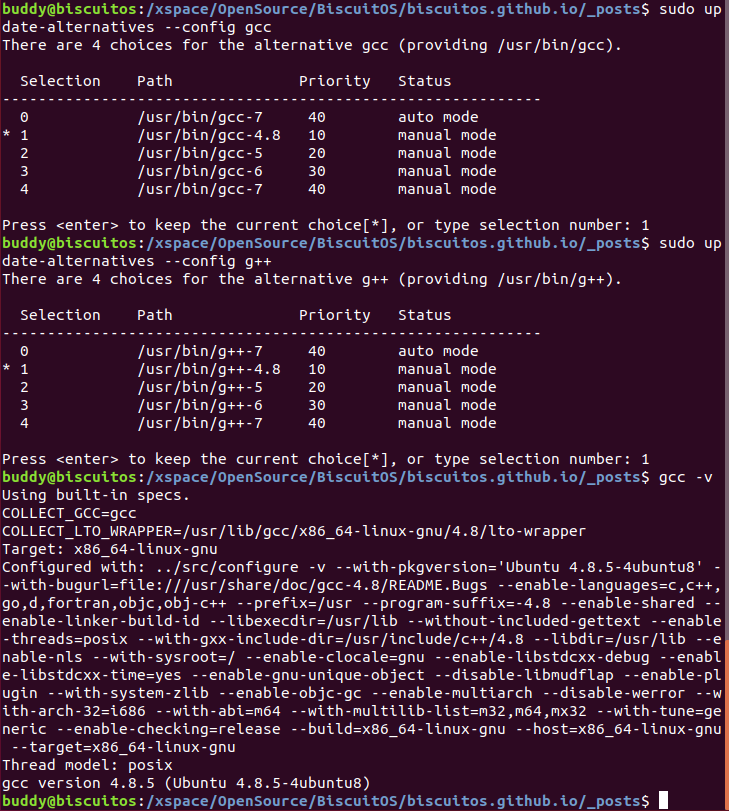 buddy@biscuitos:/xspace/OpenSource/BiscuitOS/biscuitos.github.io/_posts$ sudo up
date-alternatives --config gcc
There are 4 choices for the alternative gcc (providing /usr/bin/gcc).

  Selection    Path              Priority   Status
------------------------------------------------------------
  0            /usr/bin/gcc-7     40        auto mode
* 1            /usr/bin/gcc-4.8   10        manual mode
  2            /usr/bin/gcc-5     20        manual mode
  3            /usr/bin/gcc-6     30        manual mode
  4            /usr/bin/gcc-7     40        manual mode

Press <enter> to keep the current choice[*], or type selection number: 1
buddy@biscuitos:/xspace/OpenSource/BiscuitOS/biscuitos.github.io/_posts$ sudo up
date-alternatives --config g++
There are 4 choices for the alternative g++ (providing /usr/bin/g++).

  Selection    Path              Priority   Status
------------------------------------------------------------
  0            /usr/bin/g++-7     40        auto mode
* 1            /usr/bin/g++-4.8   10        manual mode
  2            /usr/bin/g++-5     20        manual mode
  3            /usr/bin/g++-6     30        manual mode
  4            /usr/bin/g++-7     40        manual mode

Press <enter> to keep the current choice[*], or type selection number: 1
buddy@biscuitos:/xspace/OpenSource/BiscuitOS/biscuitos.github.io/_posts$ gcc -v
Using built-in specs.
COLLECT_GCC=gcc
COLLECT_LTO_WRAPPER=/usr/lib/gcc/x86_64-linux-gnu/4.8/lto-wrapper
Target: x86_64-linux-gnu
Configured with: ../src/configure -v --with-pkgversion='Ubuntu 4.8.5-4ubuntu8' -
-with-bugurl=file:///usr/share/doc/gcc-4.8/README.Bugs --enable-languages=c,c++,
go,d,fortran,objc,obj-c++ --prefix=/usr --program-suffix=-4.8 --enable-shared --
enable-linker-build-id --libexecdir=/usr/lib --without-included-gettext --enable
-threads=posix --with-gxx-include-dir=/usr/include/c++/4.8 --libdir=/usr/lib --e
nable-nls --with-sysroot=/ --enable-clocale=gnu --enable-libstdcxx-debug --enabl
e-libstdcxx-time=yes --enable-gnu-unique-object --disable-libmudflap --enable-pl
ugin --with-system-zlib --enable-objc-gc --enable-multiarch --disable-werror --w
ith-arch-32=i686 --with-abi=m64 --with-multilib-list=m32,m64,mx32 --with-tune=ge
neric --enable-checking=release --build=x86_64-linux-gnu --host=x86_64-linux-gnu
 --target=x86_64-linux-gnu
Thread model: posix
gcc version 4.8.5 (Ubuntu 4.8.5-4ubuntu8)
buddy@biscuitos:/xspace/OpenSource/BiscuitOS/biscuitos.github.io/_posts$